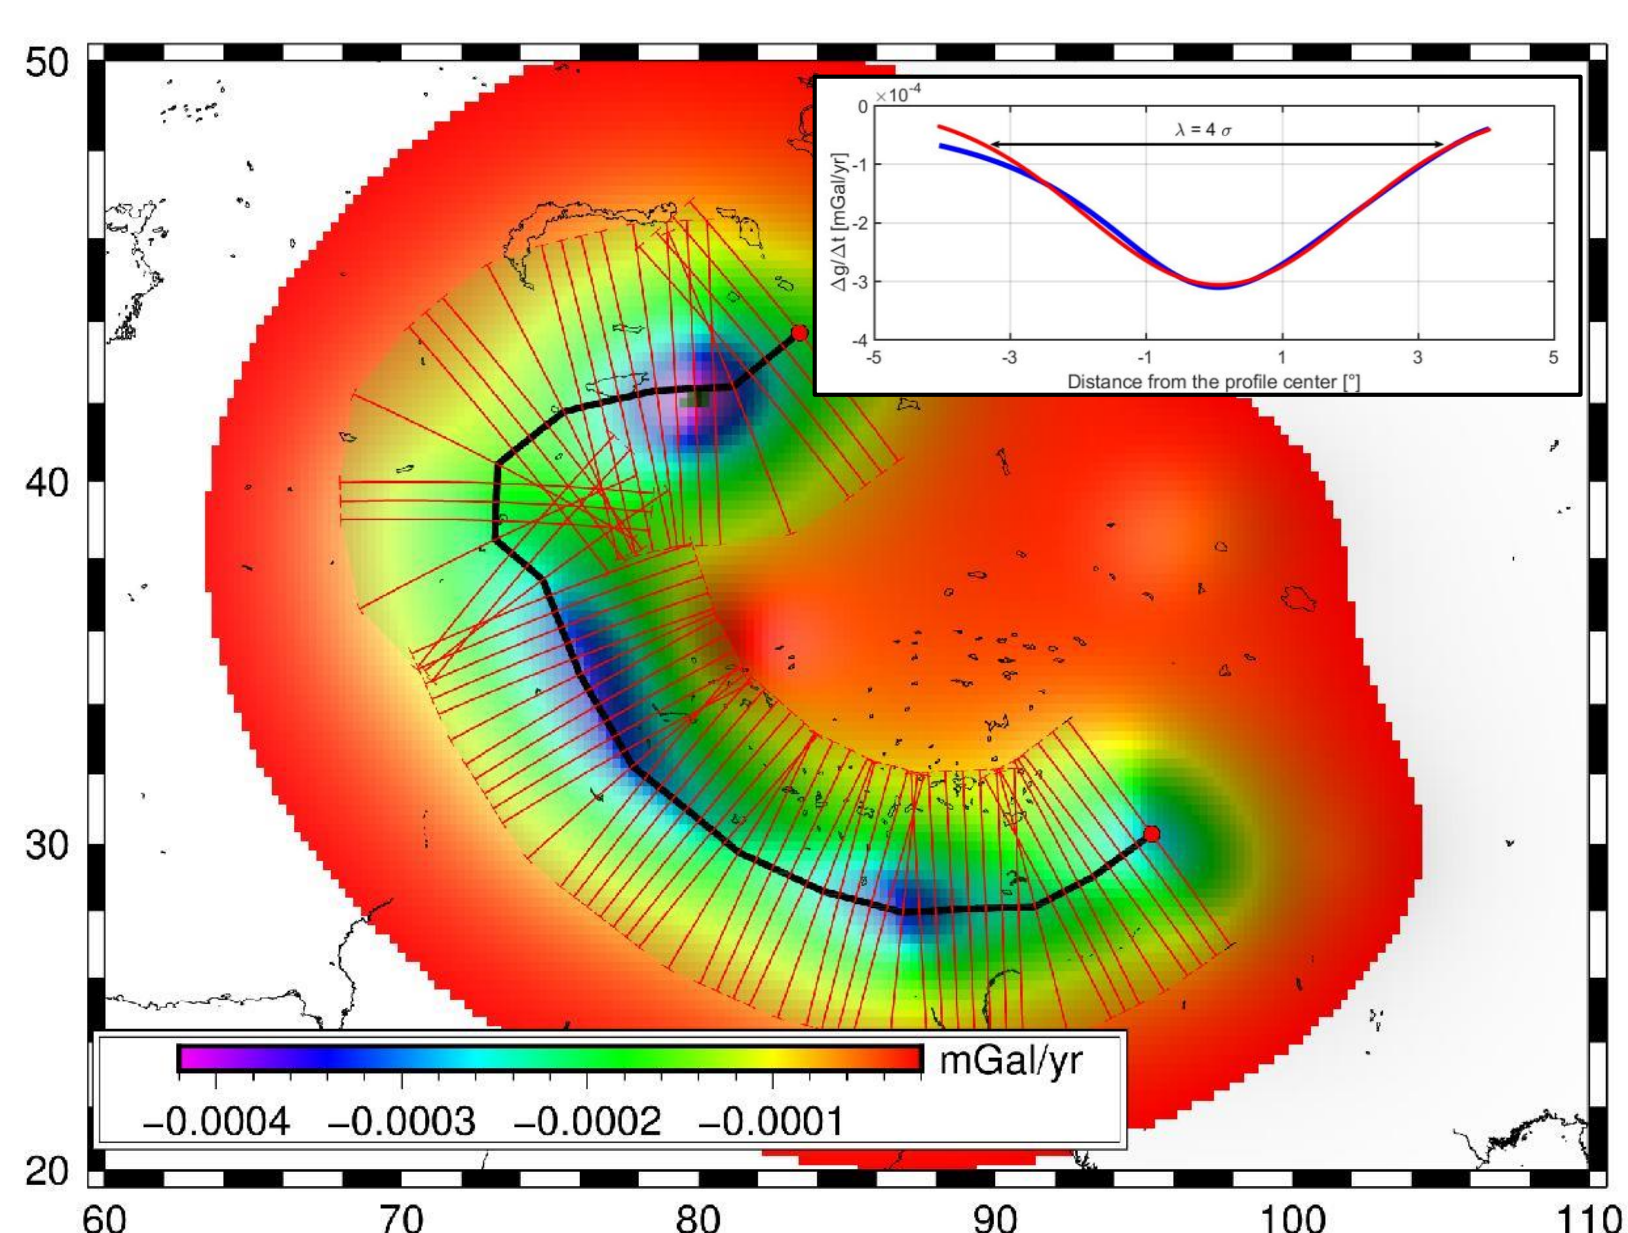 50
40
30
20
60 70 80 90 100 110
×10-4
0
-1
-2
-3
-4
-5 -3 -1 1 3 5
λ = 4 σ
Δg/Δt [mGal/yr]
Distance from the profile center [°]
mGal/yr
−0.0004 −0.0003 −0.0002 −0.0001